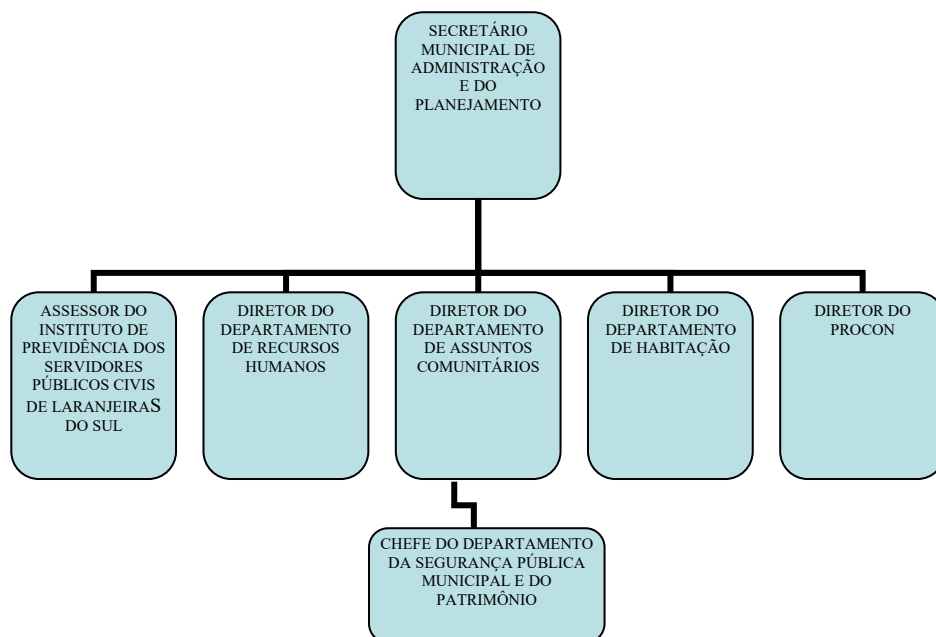 SECRETÁRIO
MUNICIPAL DE
ADMINISTRAÇÃO
E DO
PLANEJAMENTO
ASSESSOR DO
INSTITUTO DE
PREVIDÊNCIA DOS
SERVIDORES
PÚBLICOS CIVIS
DE LARANJEIRAS
DO SUL
DIRETOR DO
DEPARTAMENTO
DE RECURSOS
HUMANOS
DIRETOR DO
DEPARTAMENTO
DE ASSUNTOS
COMUNITÁRIOS
DIRETOR DO
DEPARTAMENTO
DE HABITAÇÃO
DIRETOR DO
PROCON
CHEFE DO DEPARTAMENTO
DA SEGURANÇA PÚBLICA
MUNICIPAL E DO
PATRIMÔNIO